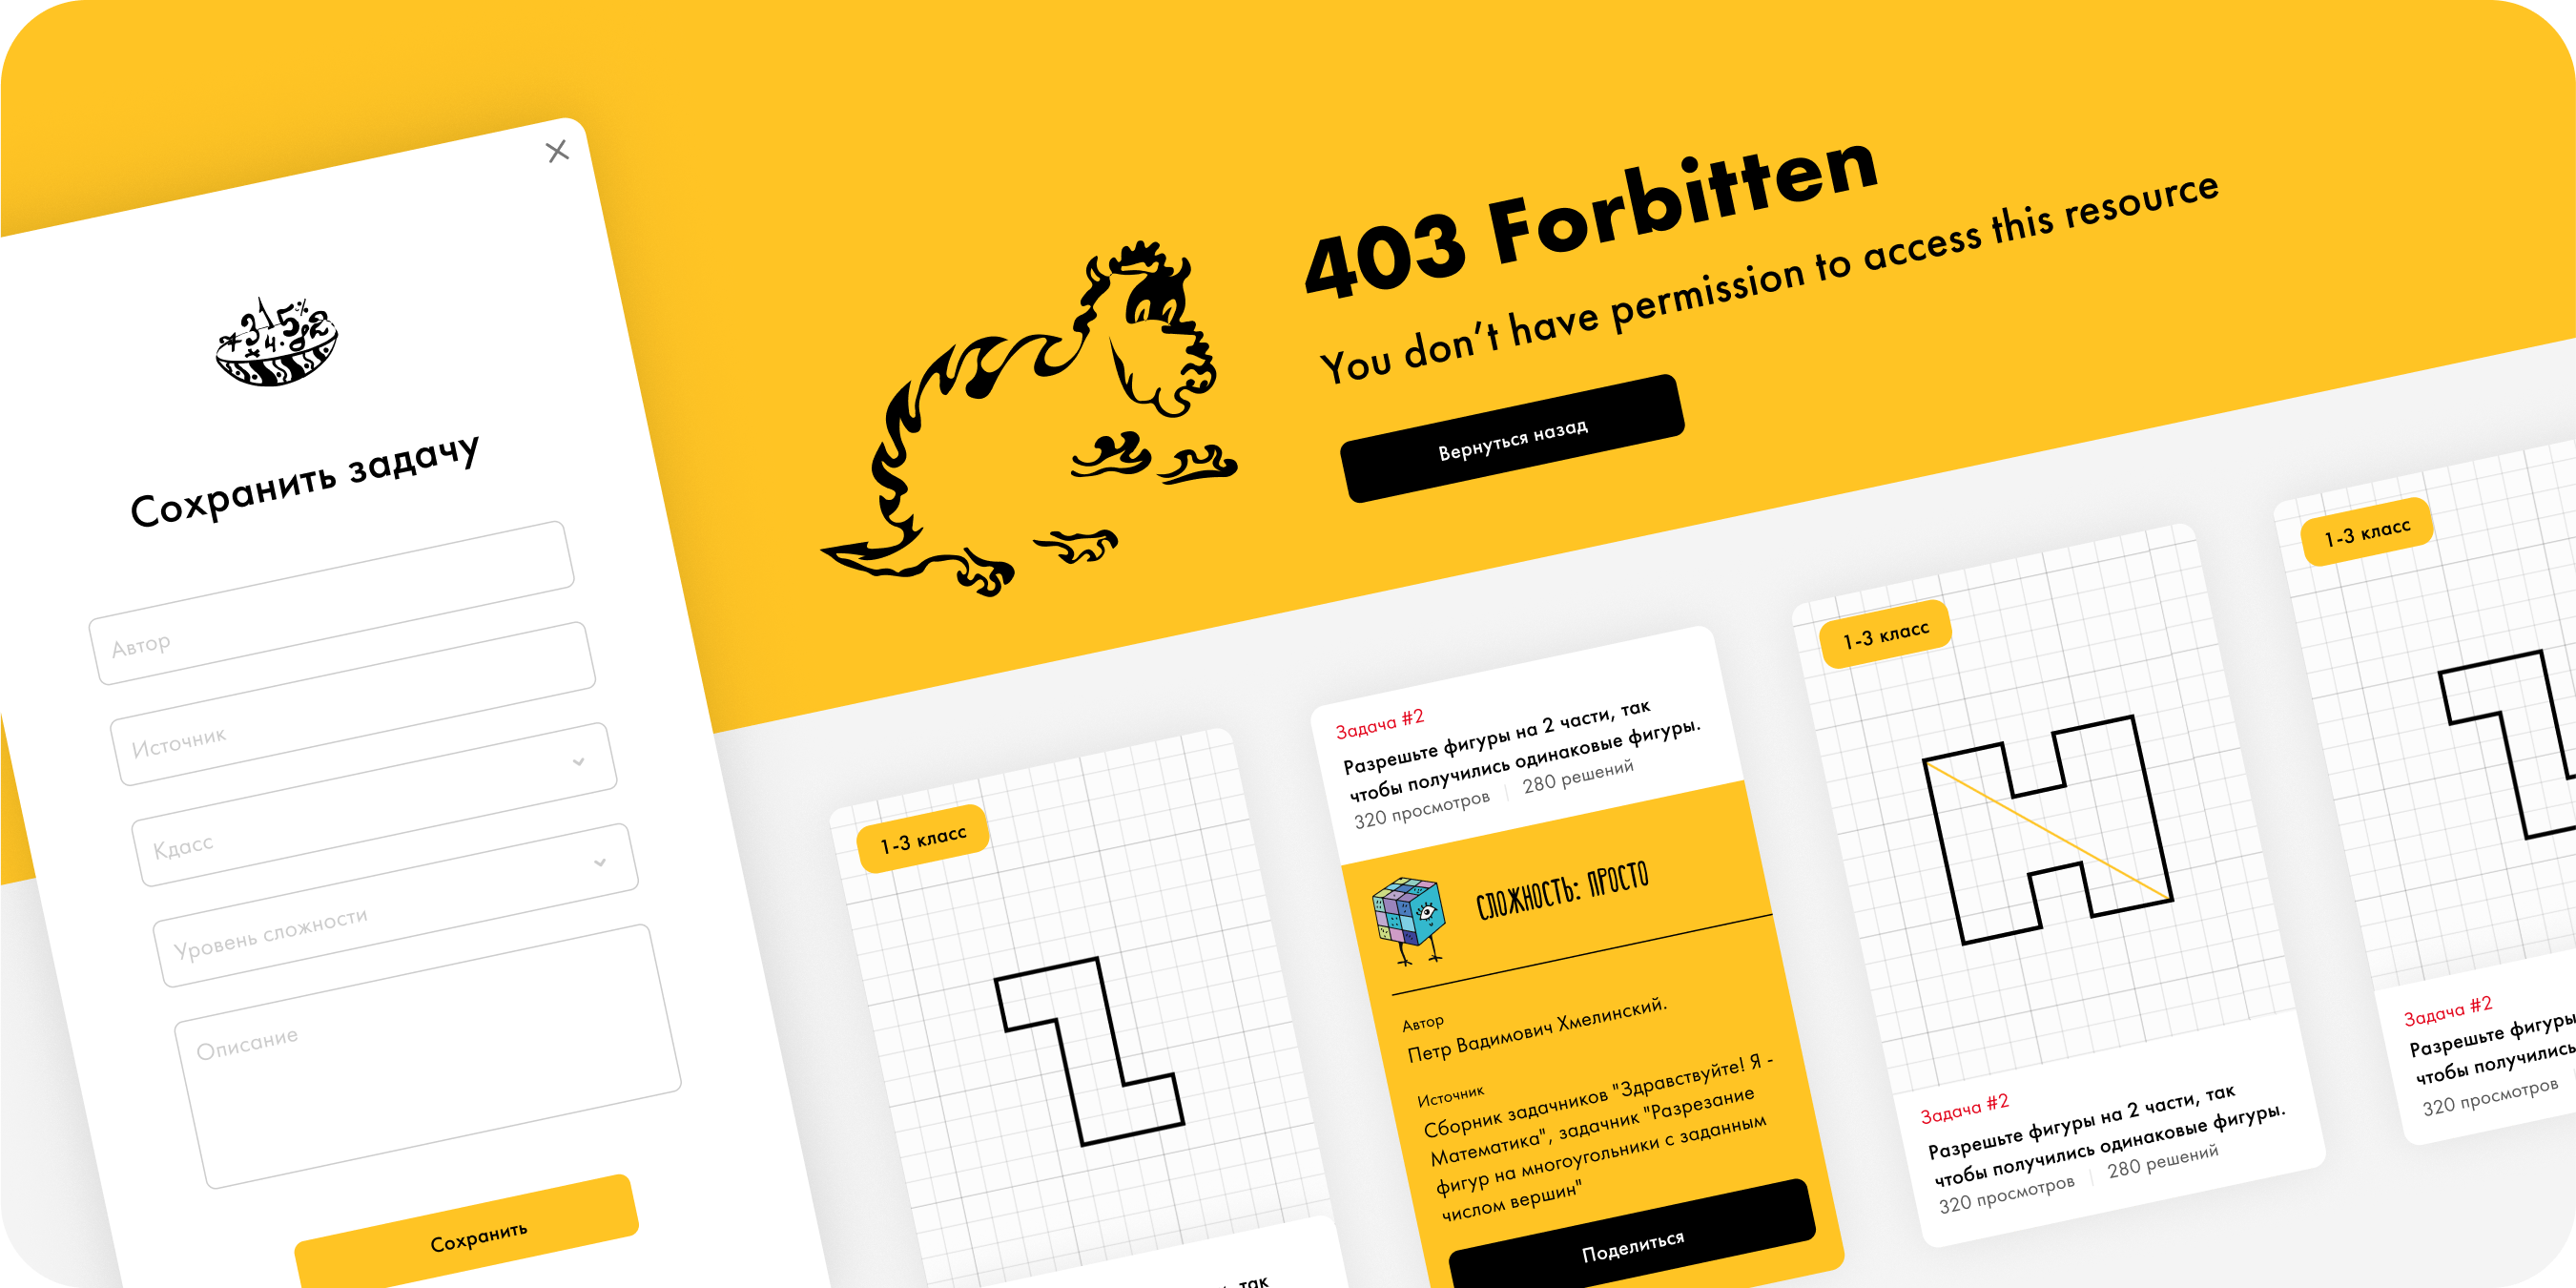 Сохранить задачу
Автор
Источник
Кдасс
Уровень сложности
Описание
Сохранить
403 Forbitten
You don't have permission to access this resource
Вернуться назад
1-3 класс
так
Задача #2
Разрешьте фигуры на 2 части, так
чтобы получились одинаковые фигуры.
320 просмотров
280 решений
СЛОЖНОСТЬ: ПРОСТО
Автор
Петр Вадимович Хмелинский.
Источник
Сборник задачников "Здравствуйте! Я -
Математика", задачник "Разрезание
фигур на многоугольники с заданным
числом вершин"
Поделиться
1-3 класс
Задача #2
Разрешьте фигуры на 2 части, так
чтобы получились одинаковые фигуры.
320 просмотров
280 решений
1-3 класс
Задача #2
Разрешьте фигуры
чтобы получились
320 просмотров